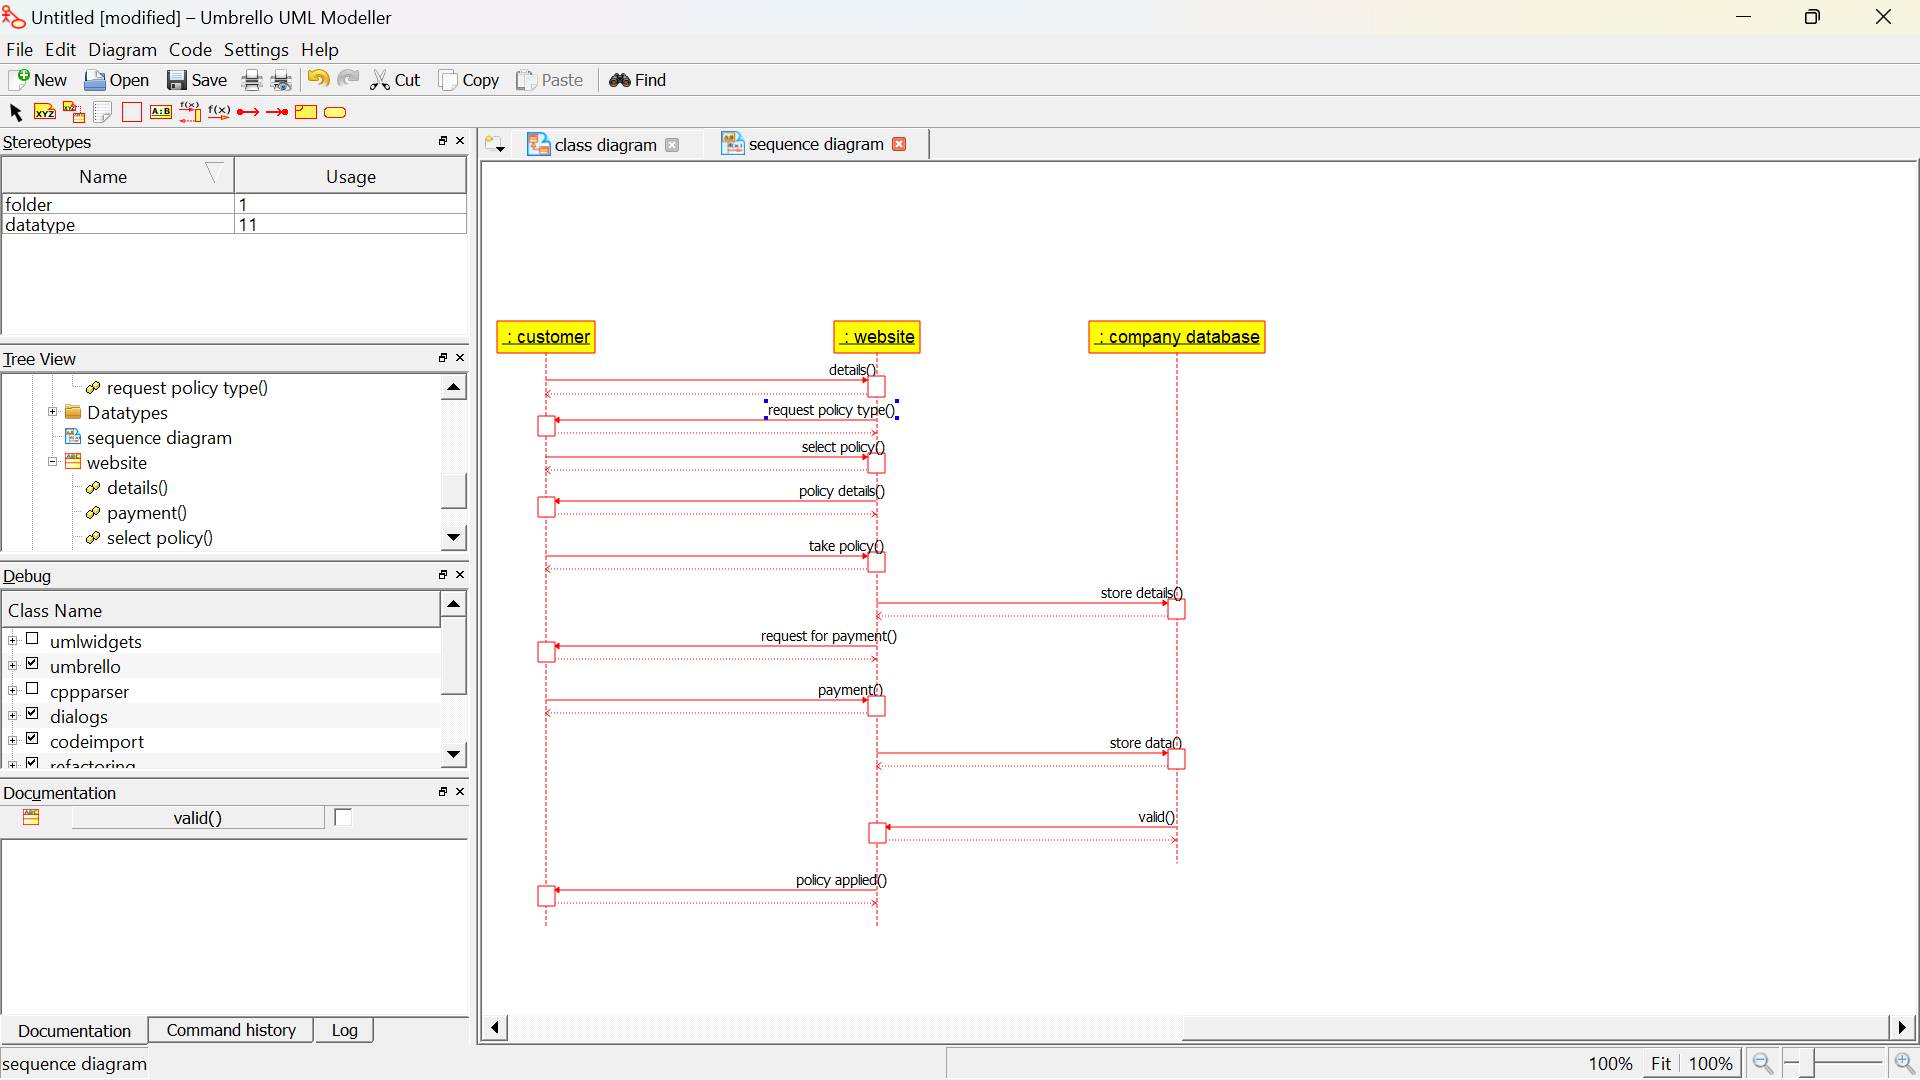 Untitled [modified] – Umbrello UML Modeller
File Edit Diagram Code Settings Help
New Open Save Cut Copy Paste Find
XYZ XYZ A:B f(x) f(x)
Stereotypes
Name Usage
folder 1
datatype 11
Tree View
request policy type()
Datatypes
sequence diagram
website
details()
payment()
select policy()
Debug
Class Name
umlwidgets
umbrello
cppparser
dialogs
codeimport
refactoring
Documentation
valid()
Documentation Command history Log
class diagram sequence diagram
: customer : website : company database
details()
request policy type()
select policy()
policy details()
take policy()
store details()
request for payment()
payment()
store data()
valid()
policy applied()
sequence diagram 100% Fit 100%